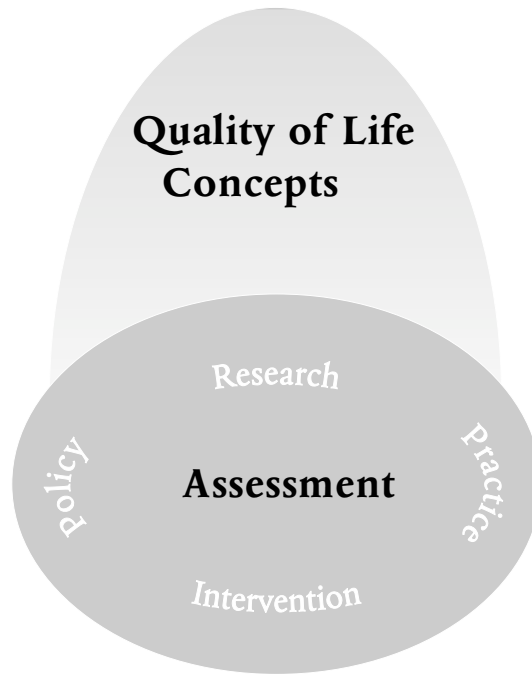 Quality of Life
Concepts
Research
Policy
Assessment
Practice
Intervention